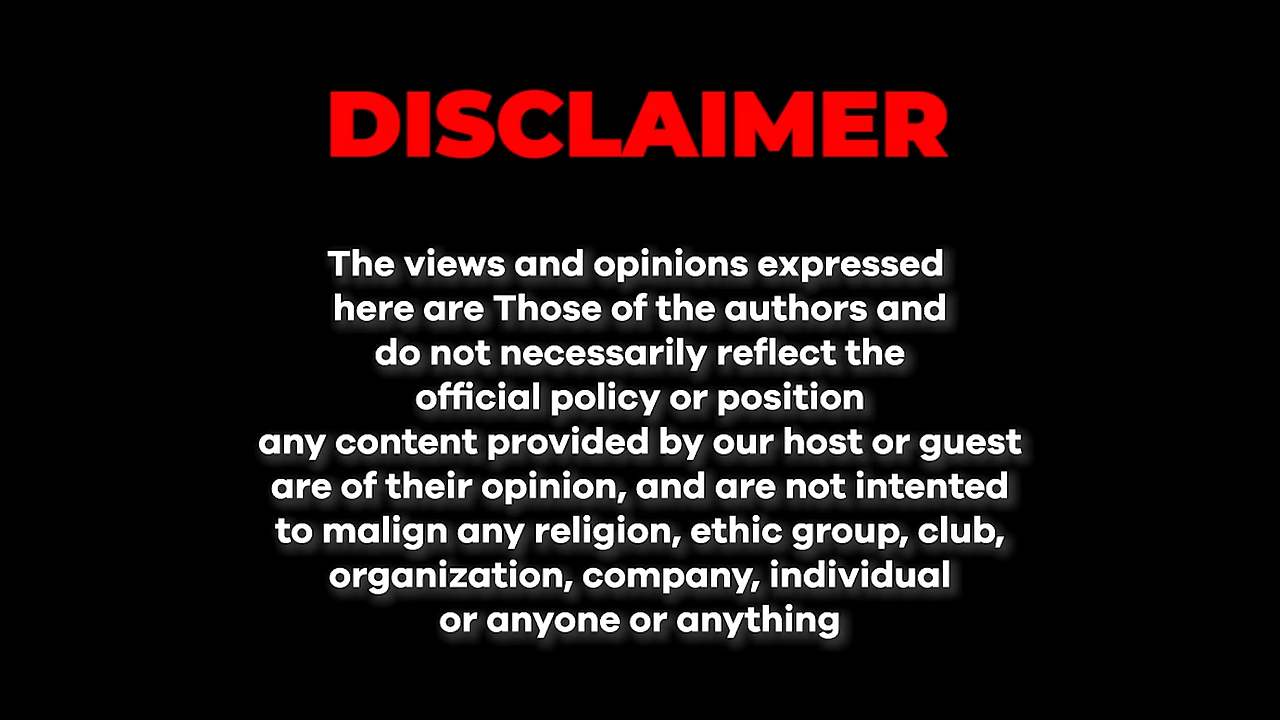 DISCLAIMER
The views and opinions expressed
here are Those of the authors and
do not necessarily reflect the
official policy or position
any content provided by our host or guest
are of their opinion, and are not intented
to malign any religion, ethic group, club,
organization, company, individual
or anyone or anything